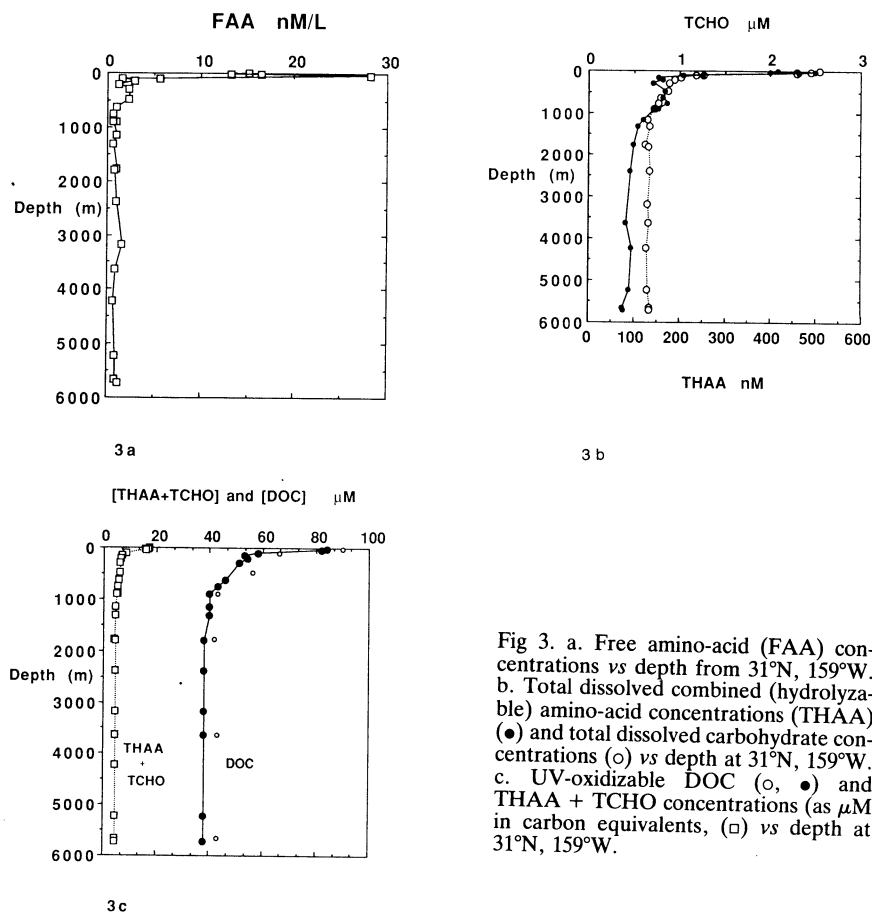 FAA nM/L
0 10 20 30
0
1000
2000
Depth (m)
3000
4000
5000
6000
3a
TCHO μM
0 1 2 3
0
1000
2000
Depth (m)
3000
4000
5000
6000
0 100 200 300 400 500 600
THAA nM
3b
[THAA+TCHO] and [DOC] μM
0 20 40 60 80 100
0
1000
2000
Depth (m)
3000
4000
THAA
+
TCHO
DOC
5000
6000
3c
Fig 3. a. Free amino-acid (FAA) con-
centrations vs depth from 31°N, 159°W.
b. Total dissolved combined (hydrolyza-
ble) amino-acid concentrations (THAA)
(●) and total dissolved carbohydrate con-
centrations (○) vs depth at 31°N, 159°W.
c. UV-oxidizable DOC (○, ●) and
THAA + TCHO concentrations (as μM
in carbon equivalents, (□) vs depth at
31°N, 159°W.